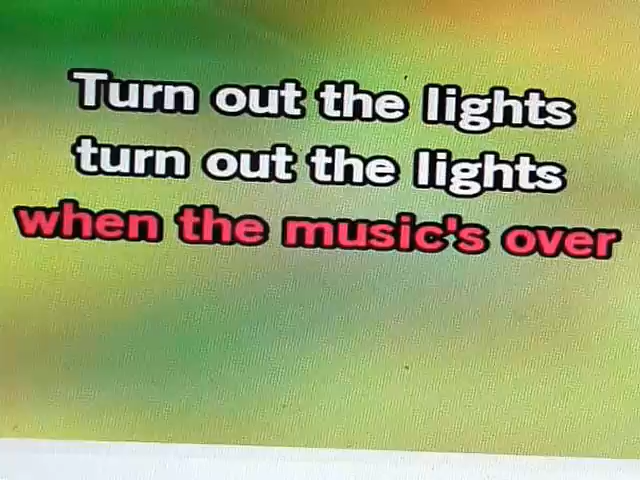 Turn out the lights
turn out the lights
when the music's over